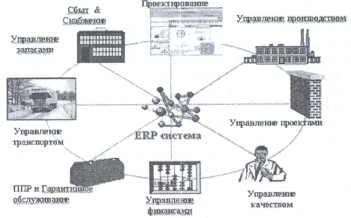 Проектирование
Сбыт &
Снабжение
Управление производством
Управление
запасами
Управление
транспортом
ERP система
Управление проектами
ППР и Гарантийное
обслуживание
Управление
финансами
Управление
качеством